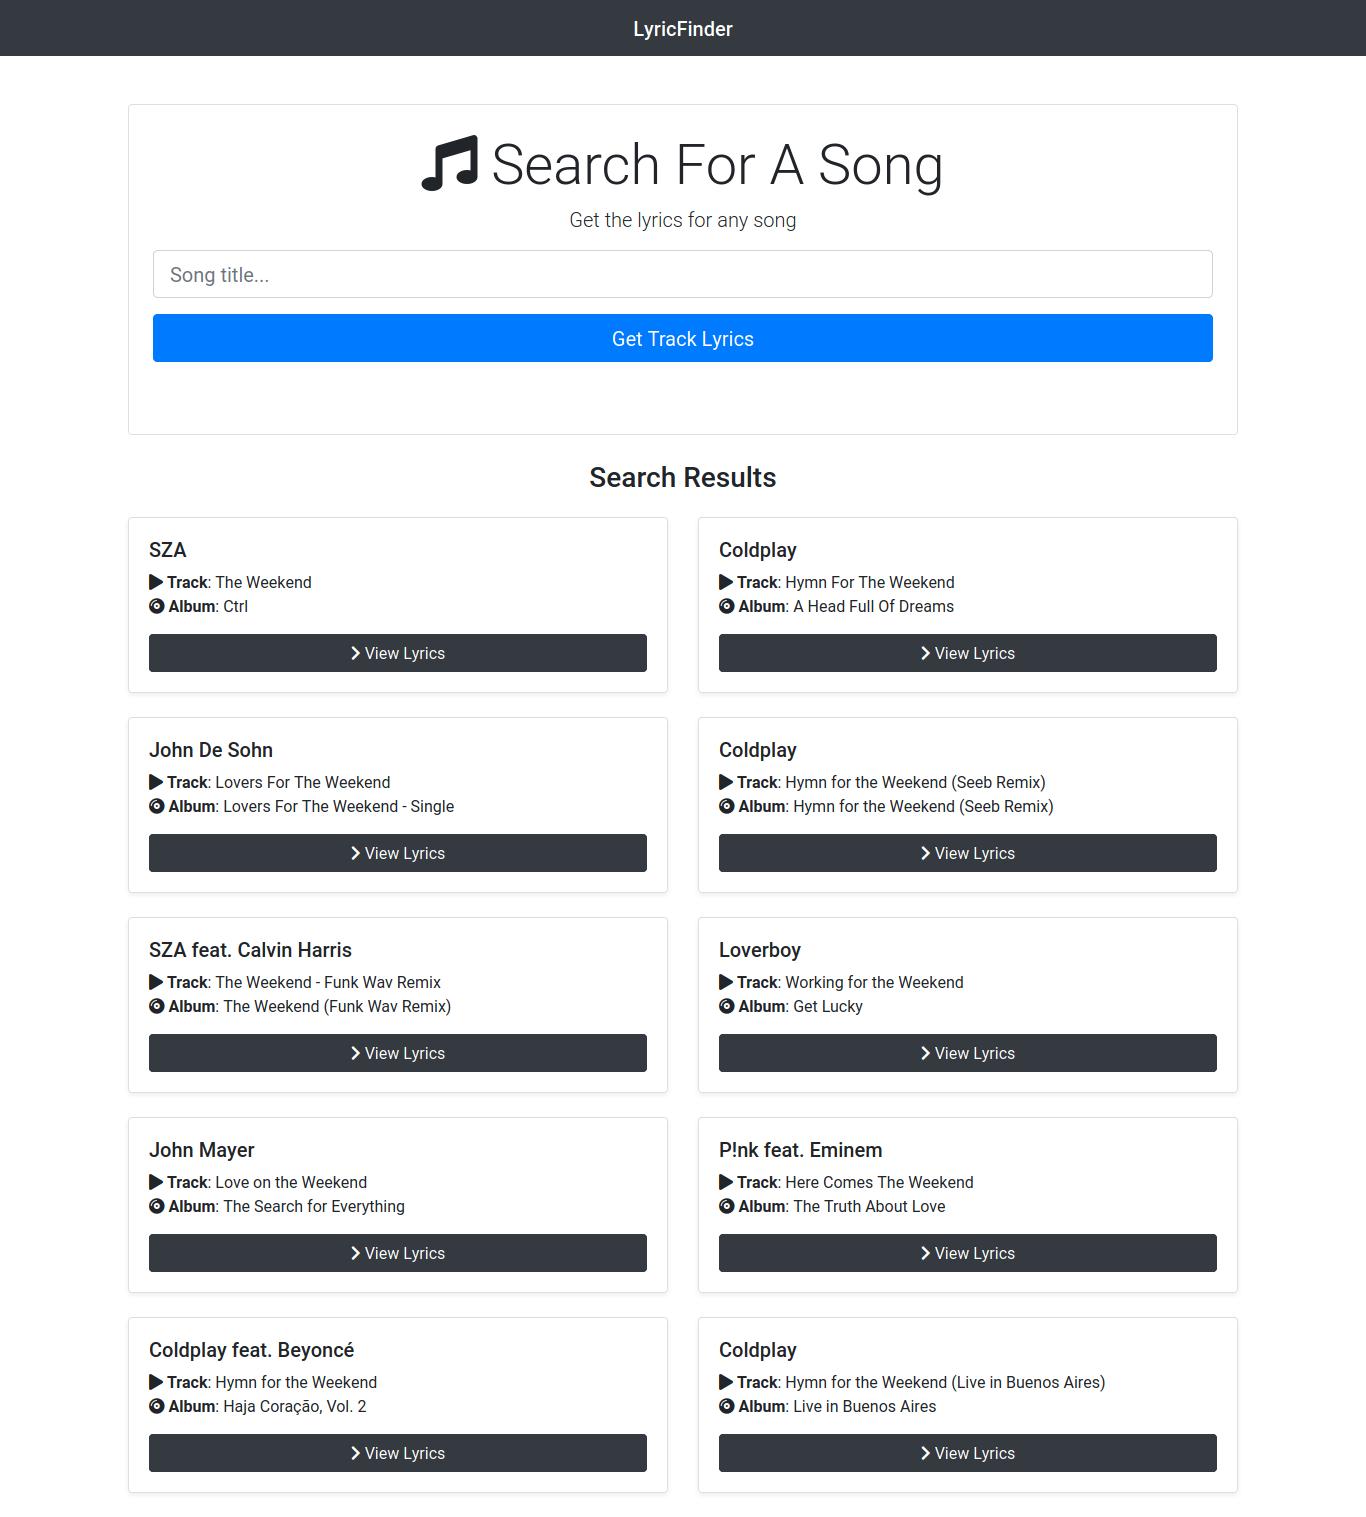 LyricFinder
Search For A Song
Get the lyrics for any song
Song title...
Get Track Lyrics
Search Results
SZA
Track: The Weekend
Album: Ctrl
View Lyrics
Coldplay
Track: Hymn For The Weekend
Album: A Head Full Of Dreams
View Lyrics
John De Sohn
Track: Lovers For The Weekend
Album: Lovers For The Weekend - Single
View Lyrics
Coldplay
Track: Hymn for the Weekend (Seeb Remix)
Album: Hymn for the Weekend (Seeb Remix)
View Lyrics
SZA feat. Calvin Harris
Track: The Weekend - Funk Wav Remix
Album: The Weekend (Funk Wav Remix)
View Lyrics
Loverboy
Track: Working for the Weekend
Album: Get Lucky
View Lyrics
John Mayer
Track: Love on the Weekend
Album: The Search for Everything
View Lyrics
P!nk feat. Eminem
Track: Here Comes The Weekend
Album: The Truth About Love
View Lyrics
Coldplay feat. Beyoncé
Track: Hymn for the Weekend
Album: Haja Coração, Vol. 2
View Lyrics
Coldplay
Track: Hymn for the Weekend (Live in Buenos Aires)
Album: Live in Buenos Aires
View Lyrics